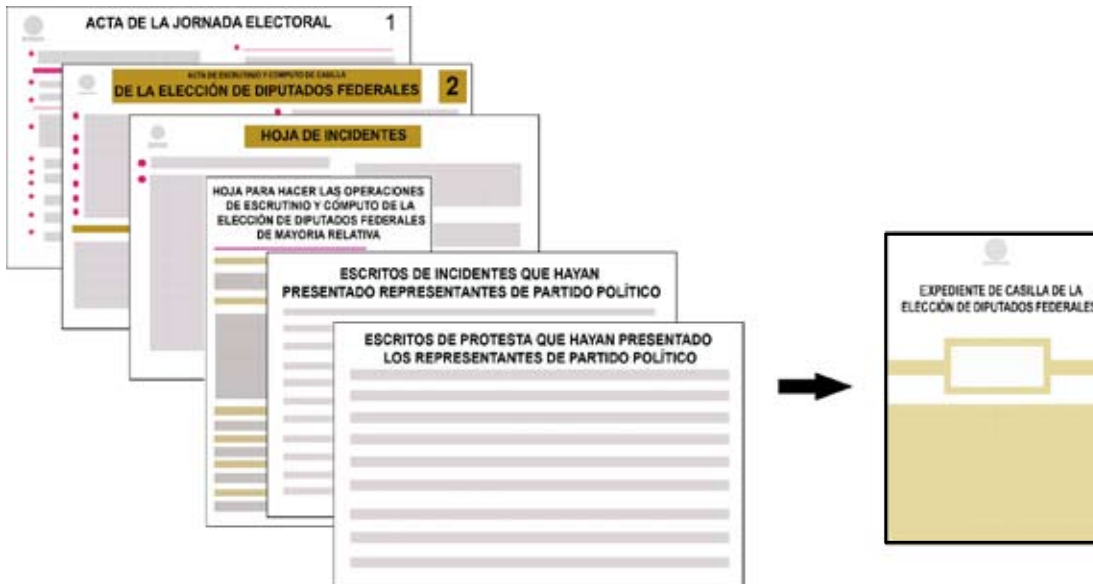 ACTA DE LA JORNADA ELECTORAL 1
ACTA DE ESCRUTINIO Y CÓMPUTO DE CASILLA
DE LA ELECCIÓN DE DIPUTADOS FEDERALES 2
HOJA DE INCIDENTES
HOJA PARA HACER LAS OPERACIONES
DE ESCRUTINIO Y CÓMPUTO DE LA
ELECCIÓN DE DIPUTADOS FEDERALES
DE MAYORIA RELATIVA
ESCRITOS DE INCIDENTES QUE HAYAN
PRESENTADO REPRESENTANTES DE PARTIDO POLÍTICO
ESCRITOS DE PROTESTA QUE HAYAN PRESENTADO
LOS REPRESENTANTES DE PARTIDO POLÍTICO
EXPEDIENTE DE CASILLA DE LA
ELECCIÓN DE DIPUTADOS FEDERALES